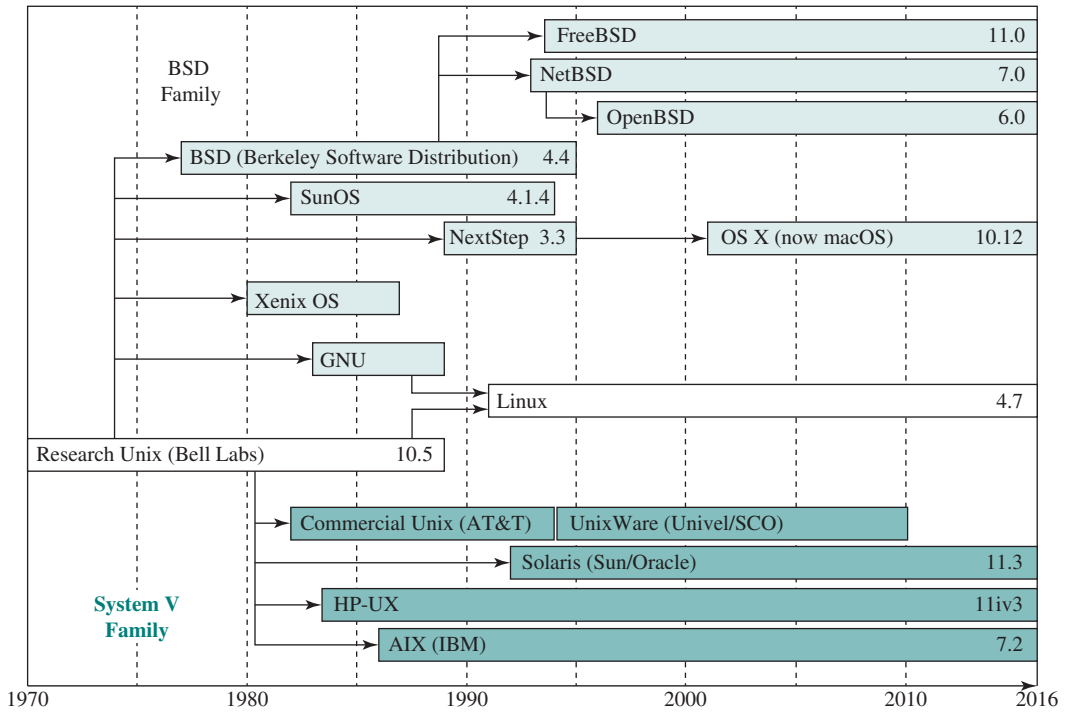 FreeBSD 11.0
BSD
Family
NetBSD 7.0
OpenBSD 6.0
BSD (Berkeley Software Distribution) 4.4
SunOS 4.1.4
NextStep 3.3
OS X (now macOS) 10.12
Xenix OS
GNU
Linux 4.7
Research Unix (Bell Labs) 10.5
Commercial Unix (AT&T)
UnixWare (Univel/SCO)
Solaris (Sun/Oracle) 11.3
System V
Family
HP-UX 11iv3
AIX (IBM) 7.2
1970 1980 1990 2000 2010 2016